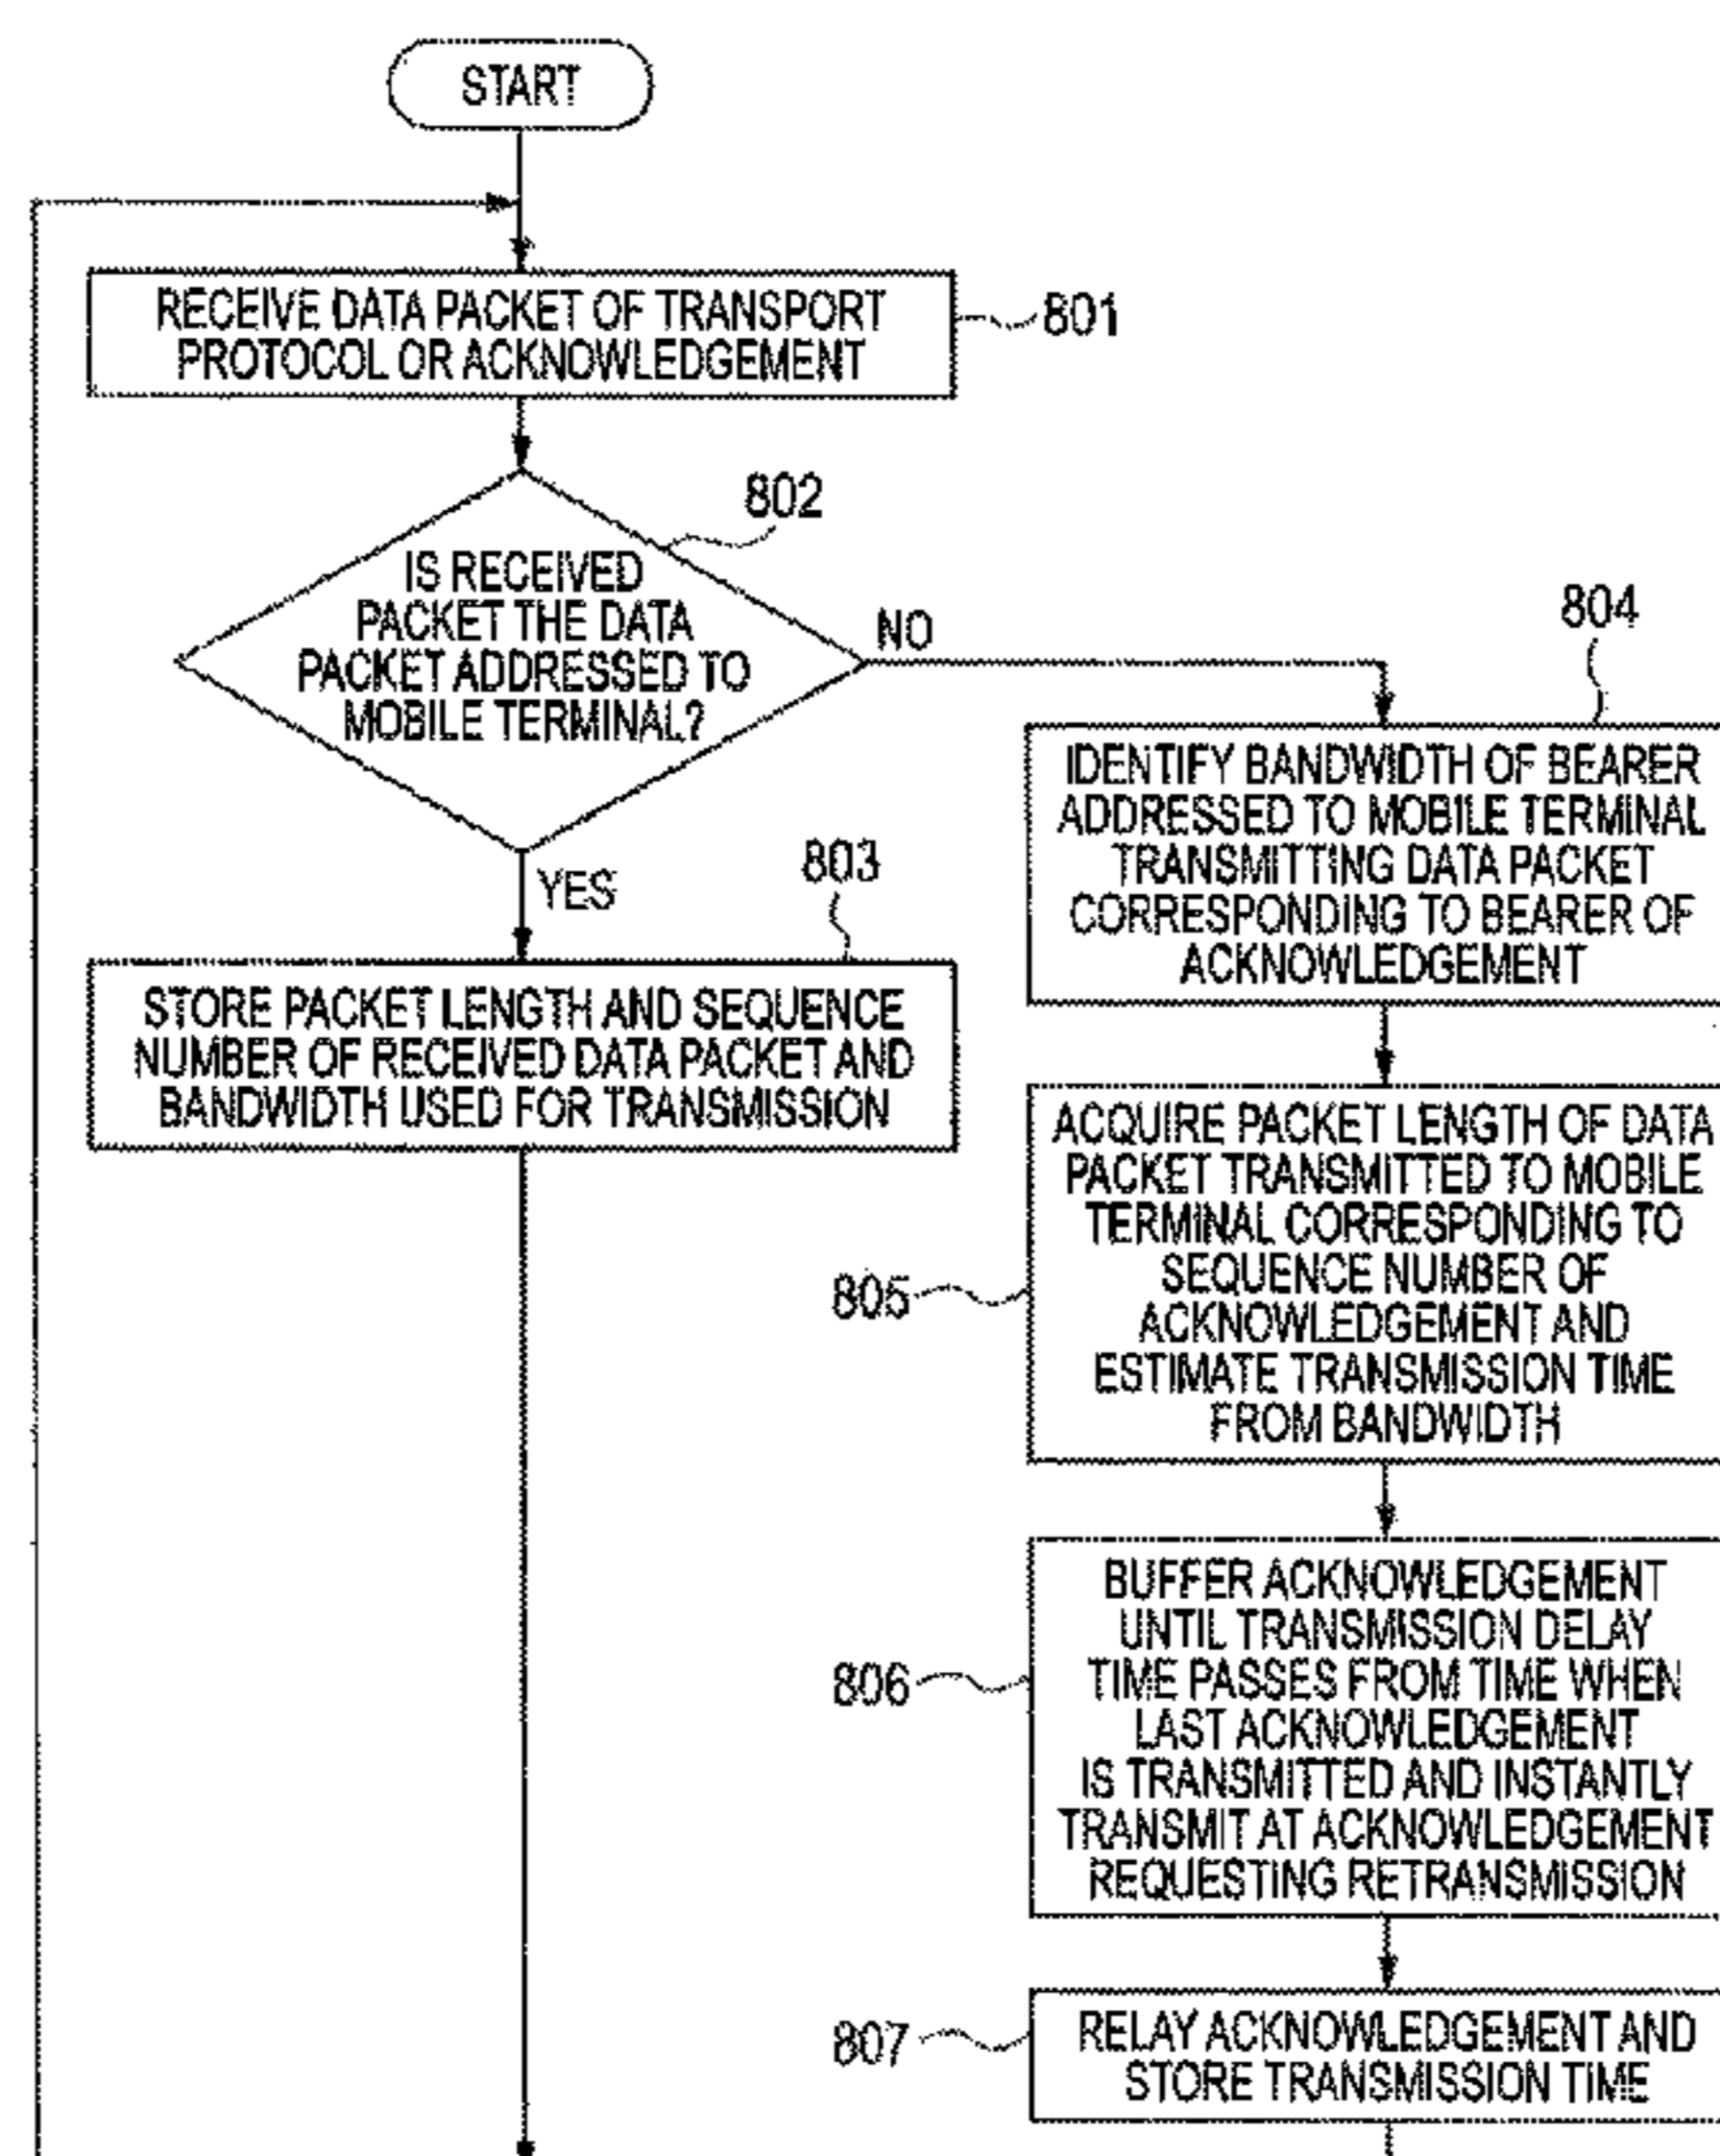 START
RECEIVE DATA PACKET OF TRANSPORT
PROTOCOL OR ACKNOWLEDGEMENT
801
802
IS RECEIVED
PACKET THE DATA
PACKET ADDRESSED TO
MOBILE TERMINAL?
NO
YES
803
STORE PACKET LENGTH AND SEQUENCE
NUMBER OF RECEIVED DATA PACKET AND
BANDWIDTH USED FOR TRANSMISSION
804
IDENTIFY BANDWIDTH OF BEARER
ADDRESSED TO MOBILE TERMINAL
TRANSMITTING DATA PACKET
CORRESPONDING TO BEARER OF
ACKNOWLEDGEMENT
805
ACQUIRE PACKET LENGTH OF DATA
PACKET TRANSMITTED TO MOBILE
TERMINAL CORRESPONDING TO
SEQUENCE NUMBER OF
ACKNOWLEDGEMENT AND
ESTIMATE TRANSMISSION TIME
FROM BANDWIDTH
806
BUFFER ACKNOWLEDGEMENT
UNTIL TRANSMISSION DELAY
TIME PASSES FROM TIME WHEN
LAST ACKNOWLEDGEMENT
IS TRANSMITTED AND INSTANTLY
TRANSMIT AT ACKNOWLEDGEMENT
REQUESTING RETRANSMISSION
807
RELAY ACKNOWLEDGEMENT AND
STORE TRANSMISSION TIME